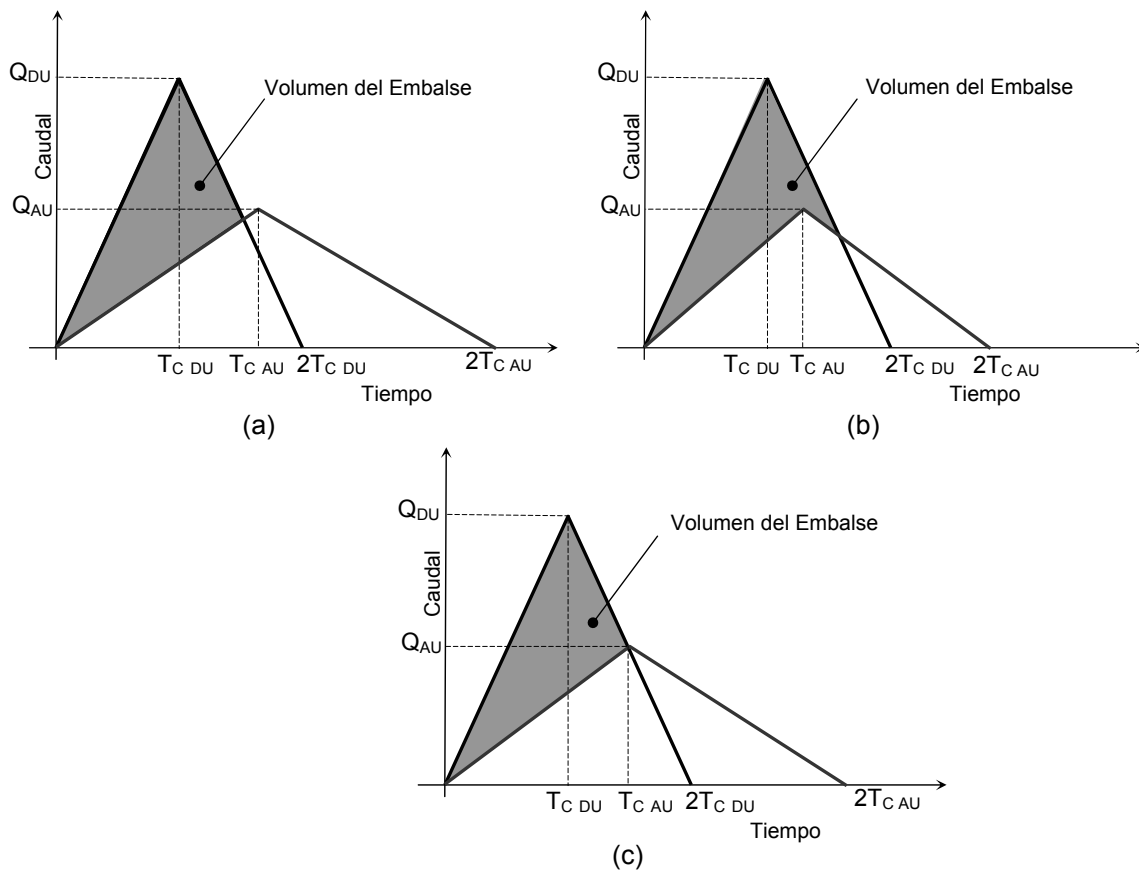 Q_DU
Caudal
Volumen del Embalse
Q_AU
T_C DU
T_C AU
2T_C DU
2T_C AU
Tiempo
(a)
Q_DU
Caudal
Volumen del Embalse
Q_AU
T_C DU
T_C AU
2T_C DU
2T_C AU
Tiempo
(b)
Q_DU
Caudal
Volumen del Embalse
Q_AU
T_C DU
T_C AU
2T_C DU
2T_C AU
Tiempo
(c)